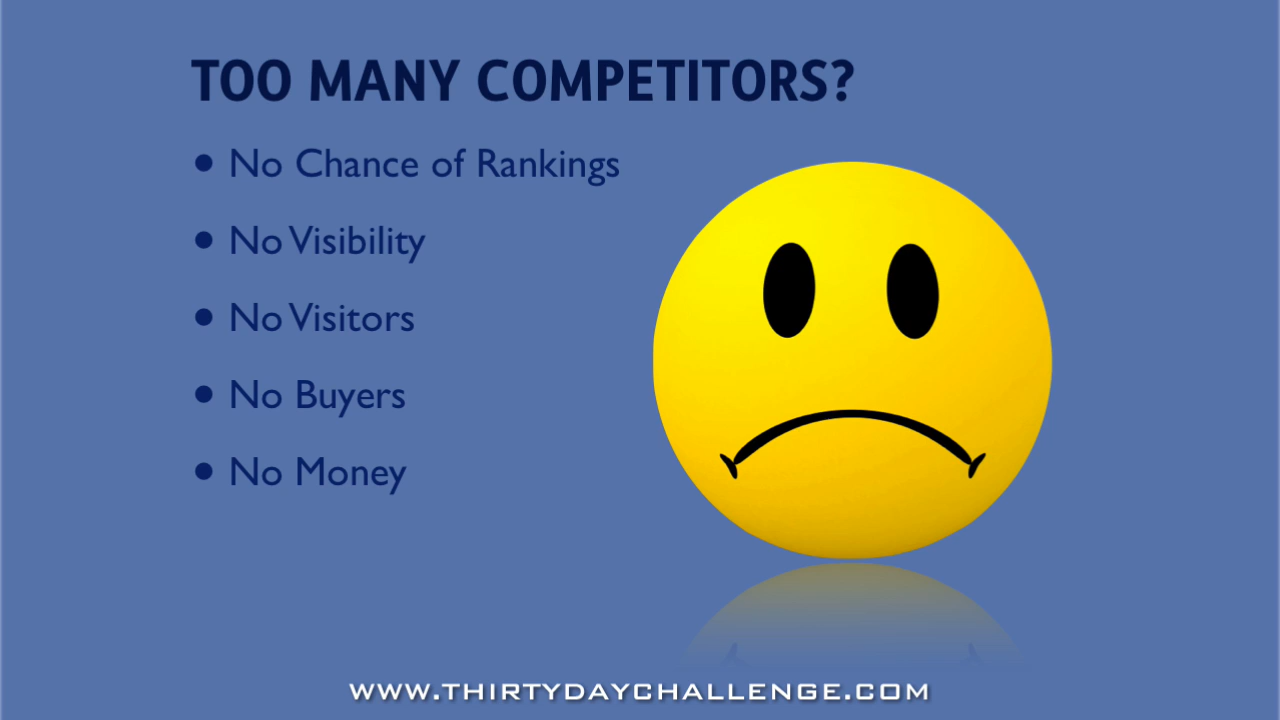 TOO MANY COMPETITORS?
• No Chance of Rankings
• No Visibility
• No Visitors
• No Buyers
• No Money
WWW.THIRTYDAYCHALLENGE.COM